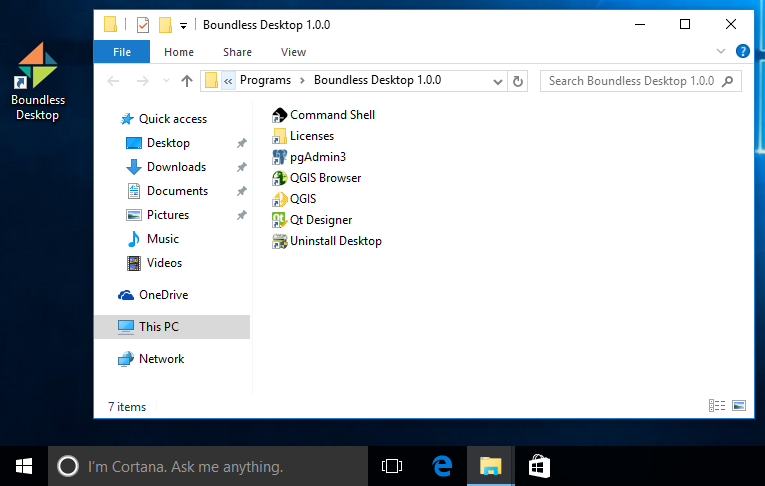 Boundless Desktop 1.0.0
File Home Share View
« Programs > Boundless Desktop 1.0.0
Search Boundless Desktop 1.0.0
Boundless
Desktop
Quick access
Desktop
Downloads
Documents
Pictures
Music
Videos
OneDrive
This PC
Network
Command Shell
Licenses
pgAdmin3
QGIS Browser
QGIS
Qt Designer
Uninstall Desktop
7 items
I'm Cortana. Ask me anything.